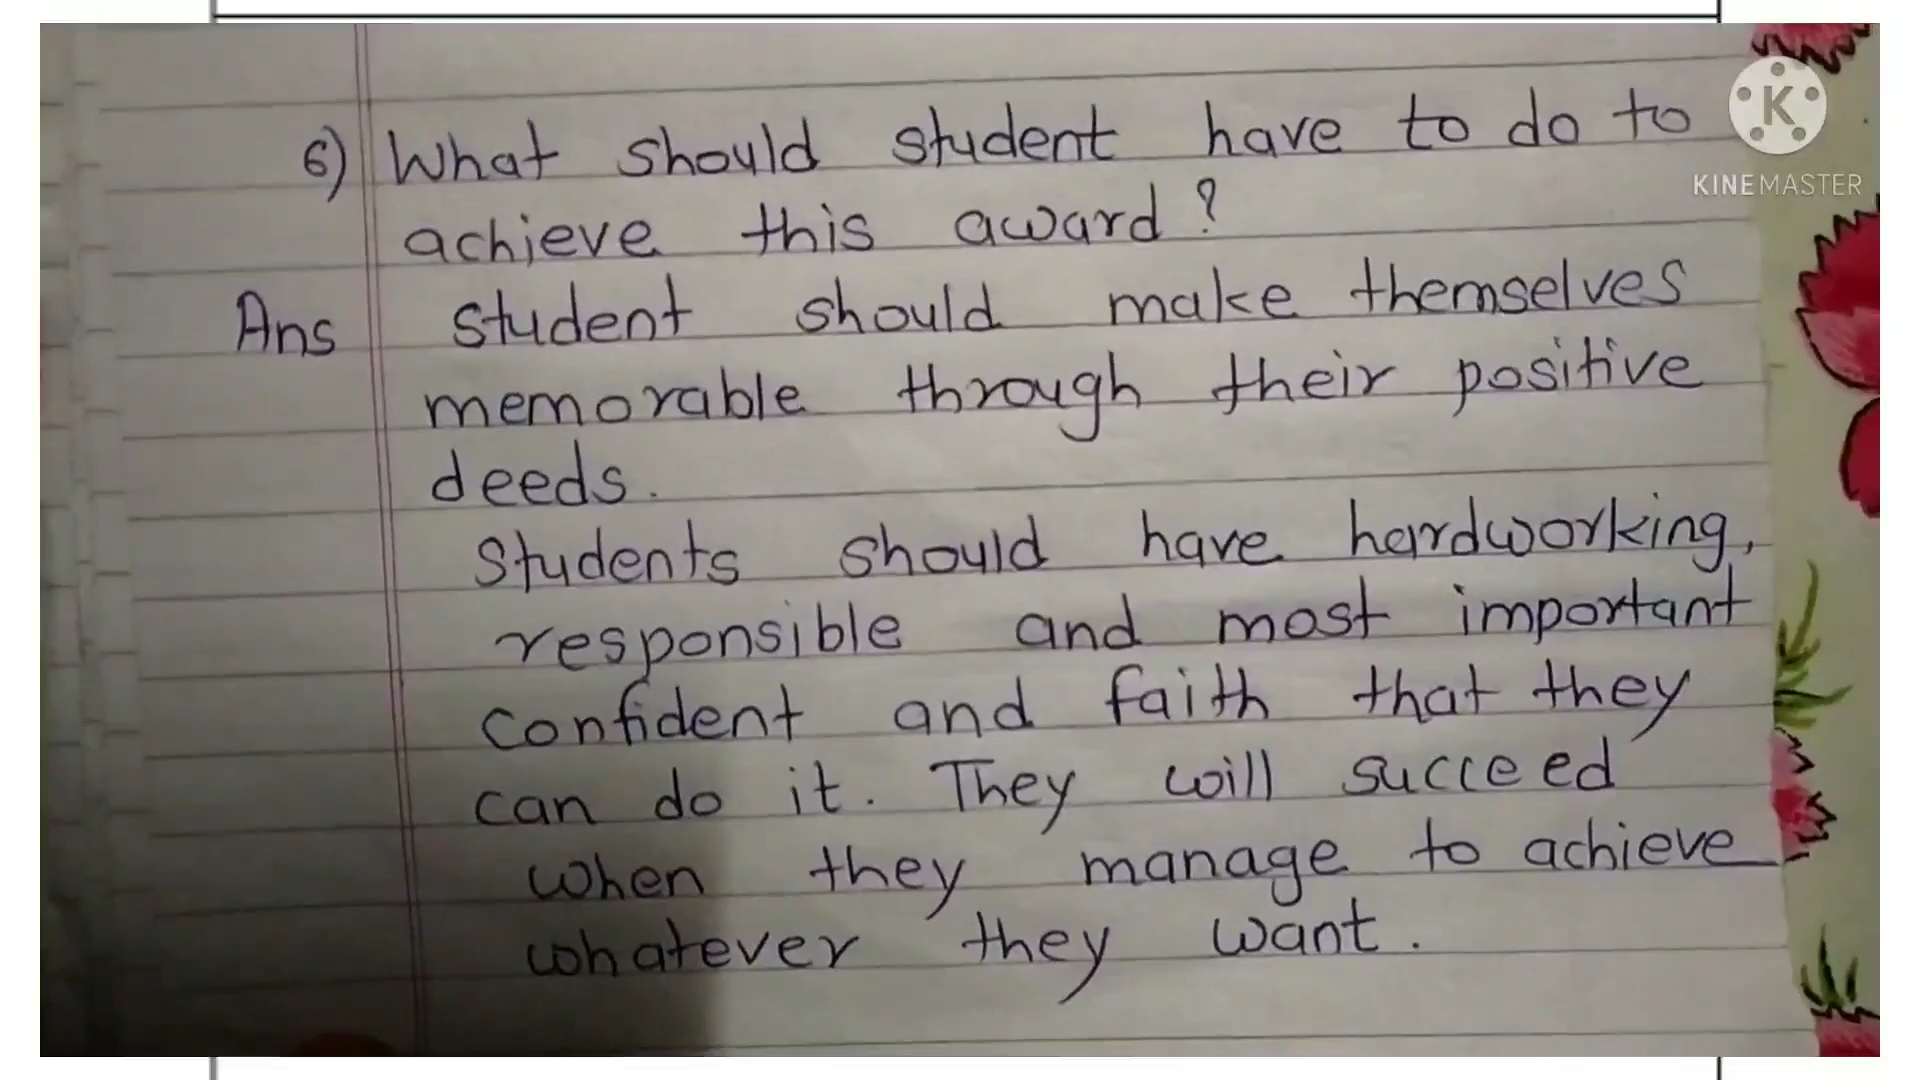 6) What should student have to do to
achieve this award?
Ans student should make themselves
memorable through their positive
deeds.
Students should have hardworking,
responsible and most important
confident and faith that they
can do it. They will succeed
when they manage to achieve
whatever they want.
K
KINEMASTER